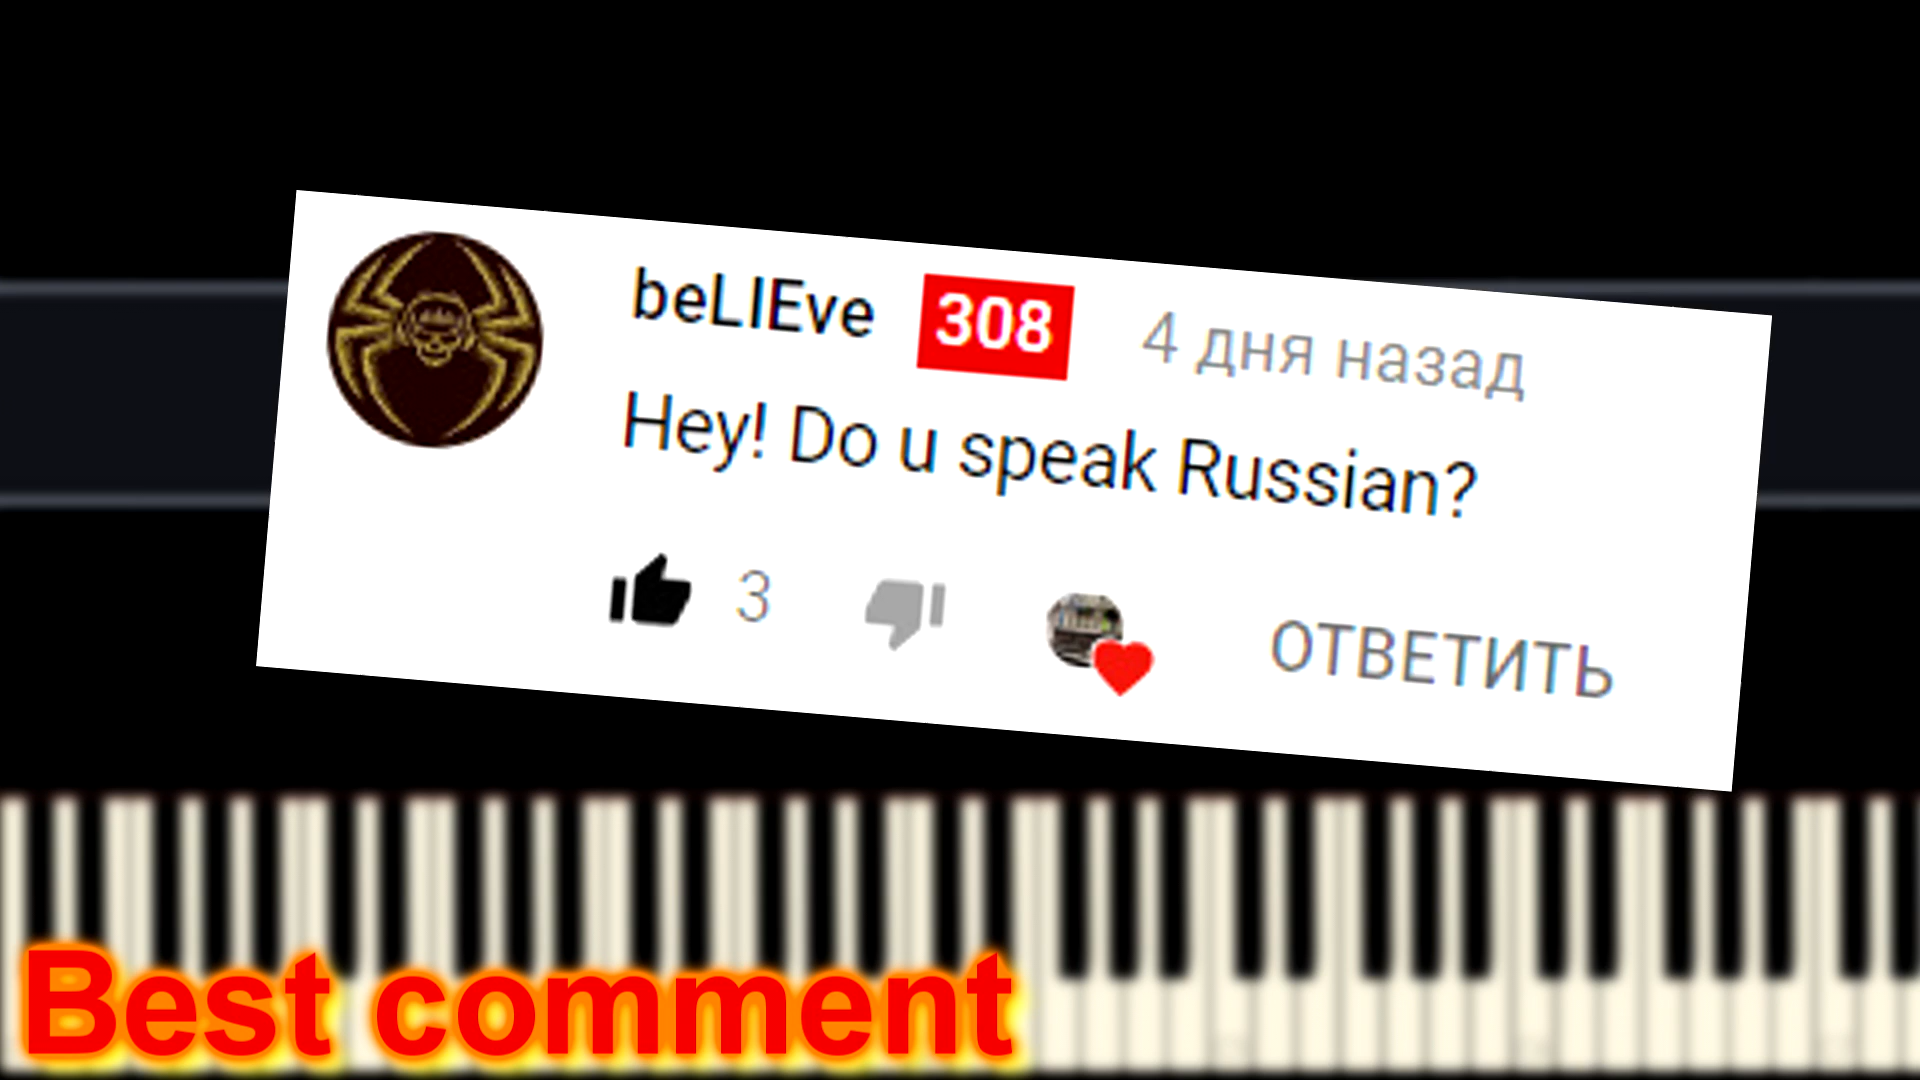 beLIEve 308 4 дня назад
Hey! Do u speak Russian?
3 ОТВЕТИТЬ
Best comment